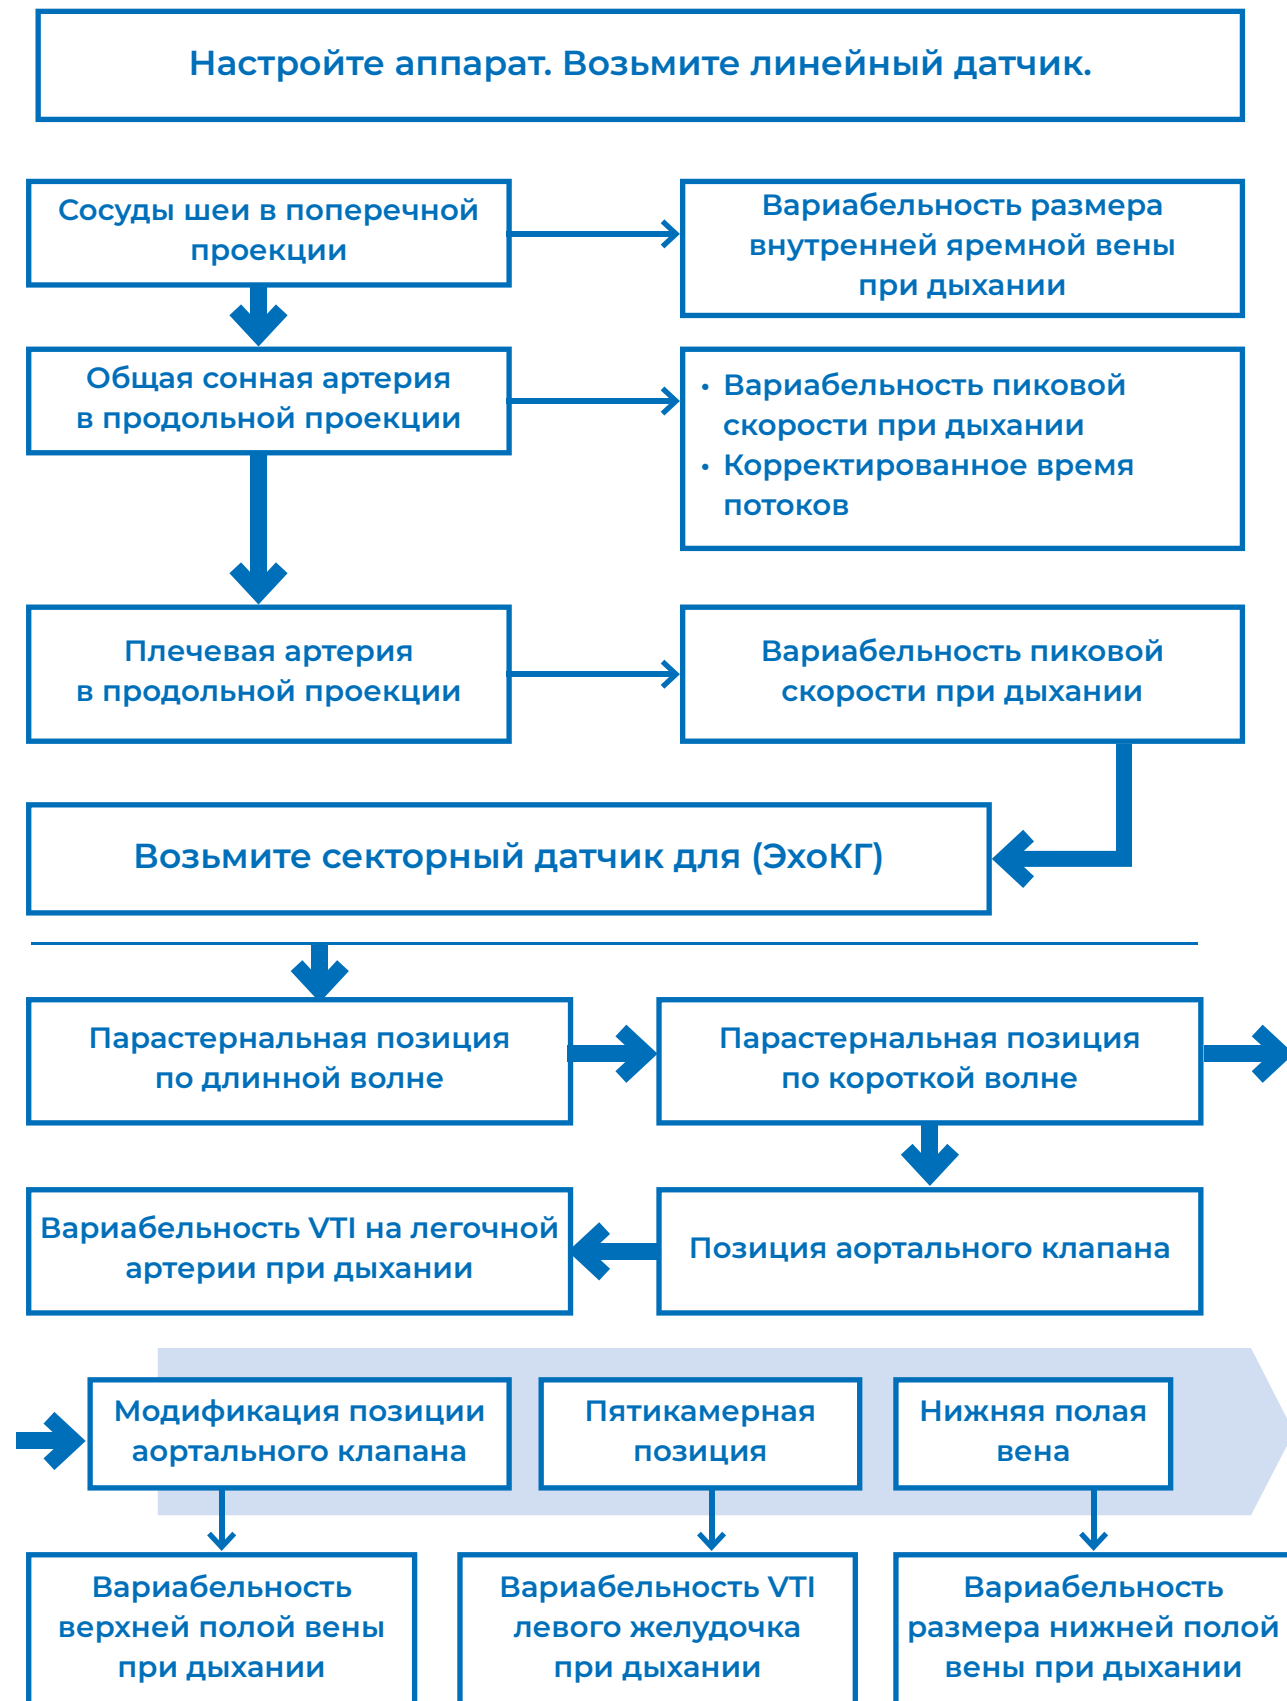 Настройте аппарат. Возьмите линейный датчик.
Сосуды шеи в поперечной
проекции
Вариабельность размера
внутренней яремной вены
при дыхании
Общая сонная артерия
в продольной проекции
• Вариабельность пиковой
скорости при дыхании
• Корректированное время
потоков
Плечевая артерия
в продольной проекции
Вариабельность пиковой
скорости при дыхании
Возьмите секторный датчик для (ЭхоКГ)
Парастернальная позиция
по длинной волне
Парастернальная позиция
по короткой волне
Вариабельность VTI на легочной
артерии при дыхании
Позиция аортального клапана
Модификация позиции
аортального клапана
Пятикамерная
позиция
Нижняя полая
вена
Вариабельность
верхней полой вены
при дыхании
Вариабельность VTI
левого желудочка
при дыхании
Вариабельность
размера нижней полой
вены при дыхании